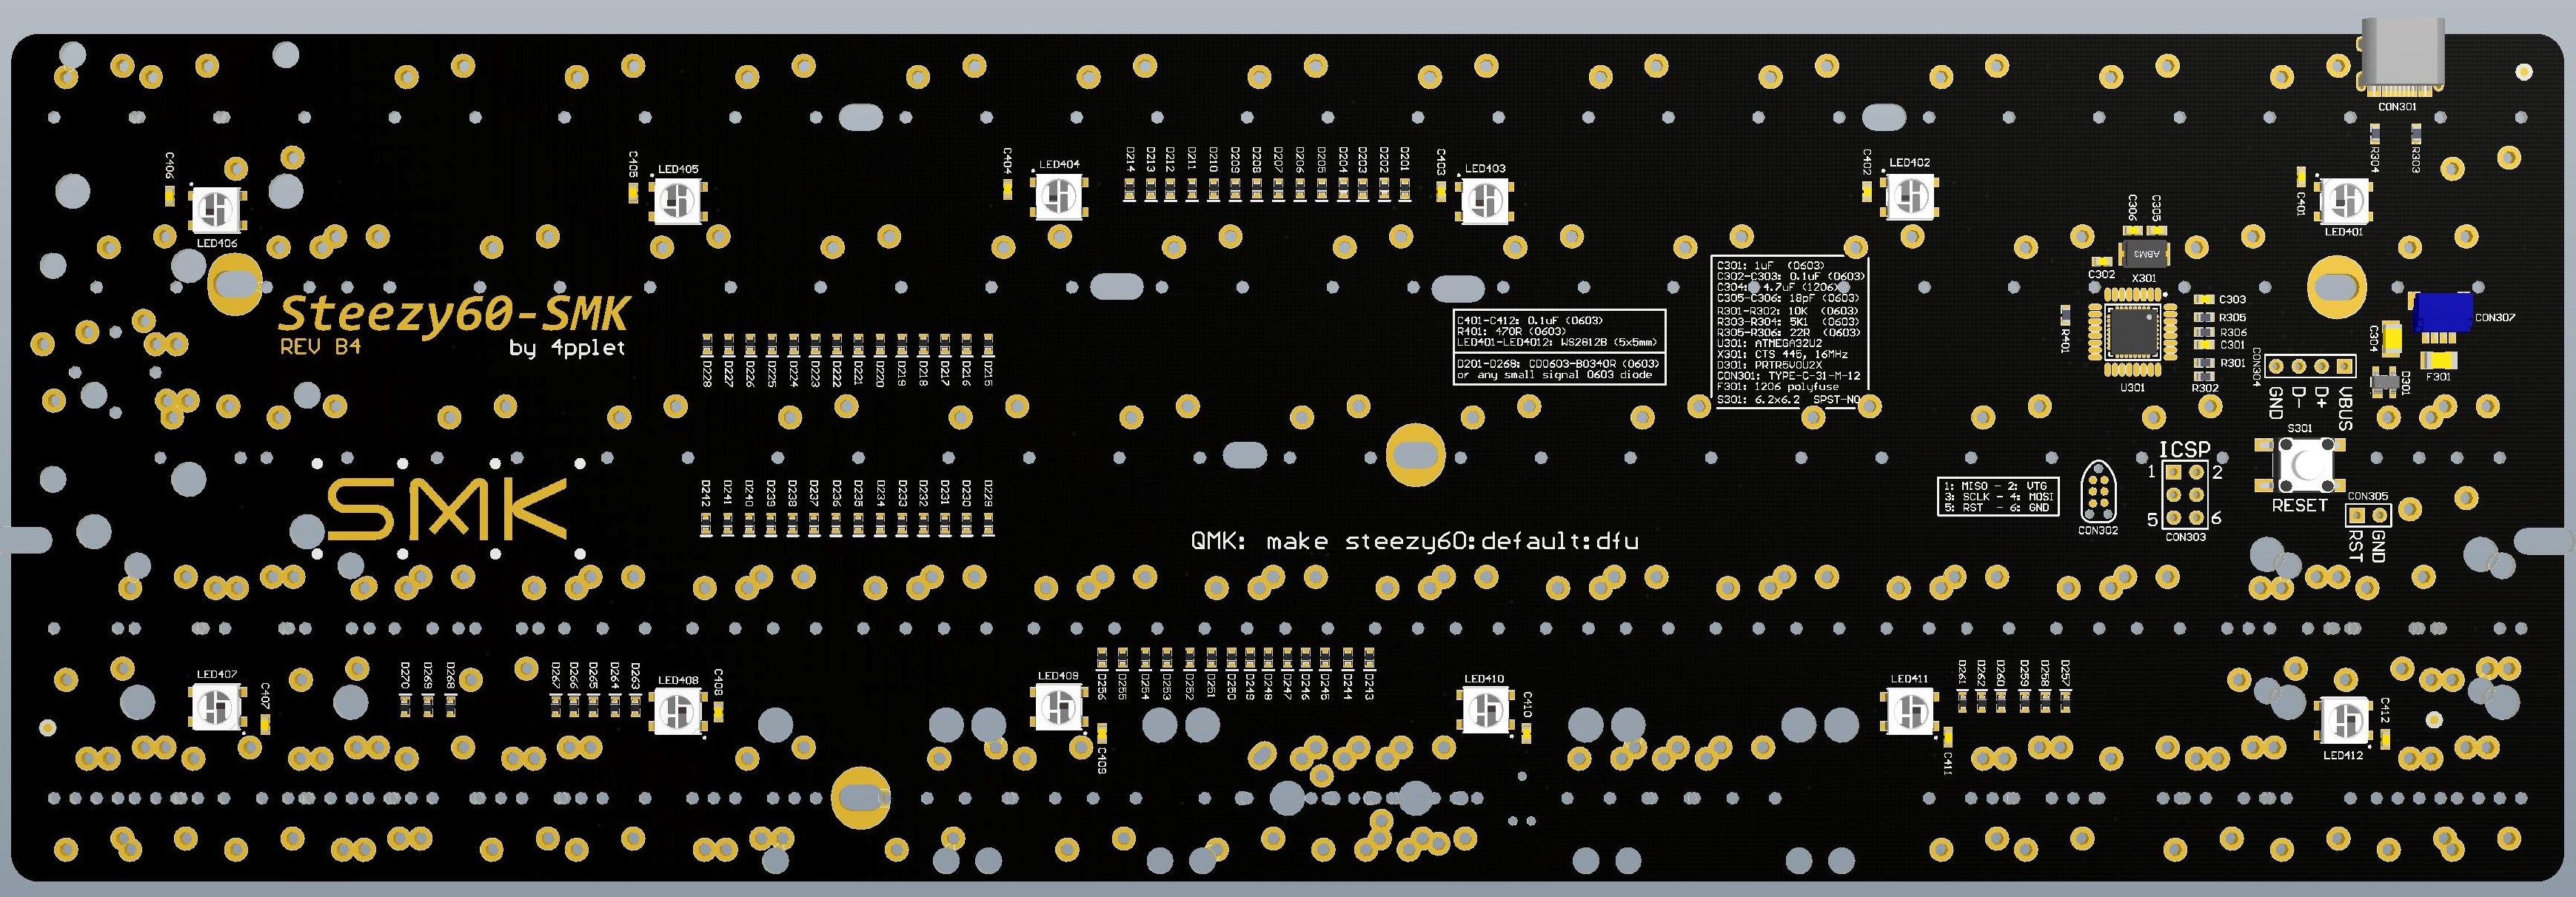 CON301
R304
R303
C406
C405
LED405
C404
LED404
D214
D213
D212
D211
D210
D209
D208
D207
D206
D205
D204
D203
D202
D201
C403
LED403
C402
LED402
C401
LED401
LED406
C306
C305
ABM3
C302
X301
Steezy60-SMK
REV B4
by 4pplet
C301: 1uF (0603)
C302-C303: 0.1uF (0603)
C304: 4.7uF (1206)
C305-C306: 18pF (0603)
R301-R302: 10K (0603)
R303-R304: 5K1 (0603)
R305-R306: 22R (0603)
U301: ATMEGA32U2
X301: CTS 445, 16MHz
D301: PRTR5V0U2X
CON301: TYPE-C-31-M-12
F301: 1206 polyfuse
S301: 6.2x6.2 SPST-NO
C401-C412: 0.1uF (0603)
R401: 470R (0603)
LED401-LED4012: WS2812B (5x5mm)
D201-D268: CD0603-B0340R (0603)
or any small signal 0603 diode
R401
U301
C303
R305
R306
C301
R301
R302
CON307
C304
F301
D301
CON304
GND
D-
D+
VBUS
D228
D227
D226
D225
D224
D223
D222
D221
D220
D219
D218
D217
D216
D215
S301
RESET
SMK
D242
D241
D240
D239
D238
D237
D236
D235
D234
D233
D232
D231
D230
D229
QMK: make steezy60:default:dfu
1: MISO - 2: VTG
3: SCLK - 4: MOSI
5: RST - 6: GND
CON302
ICSP
1 2
5 6
CON303
CON305
RST
GND
LED407
C407
D270
D269
D268
D267
D266
D265
D264
D263
LED408
C408
LED409
C409
D256
D255
D254
D253
D252
D251
D250
D249
D248
D247
D246
D245
D244
D243
LED410
C410
LED411
C411
D261
D262
D260
D259
D258
D257
LED412
C412